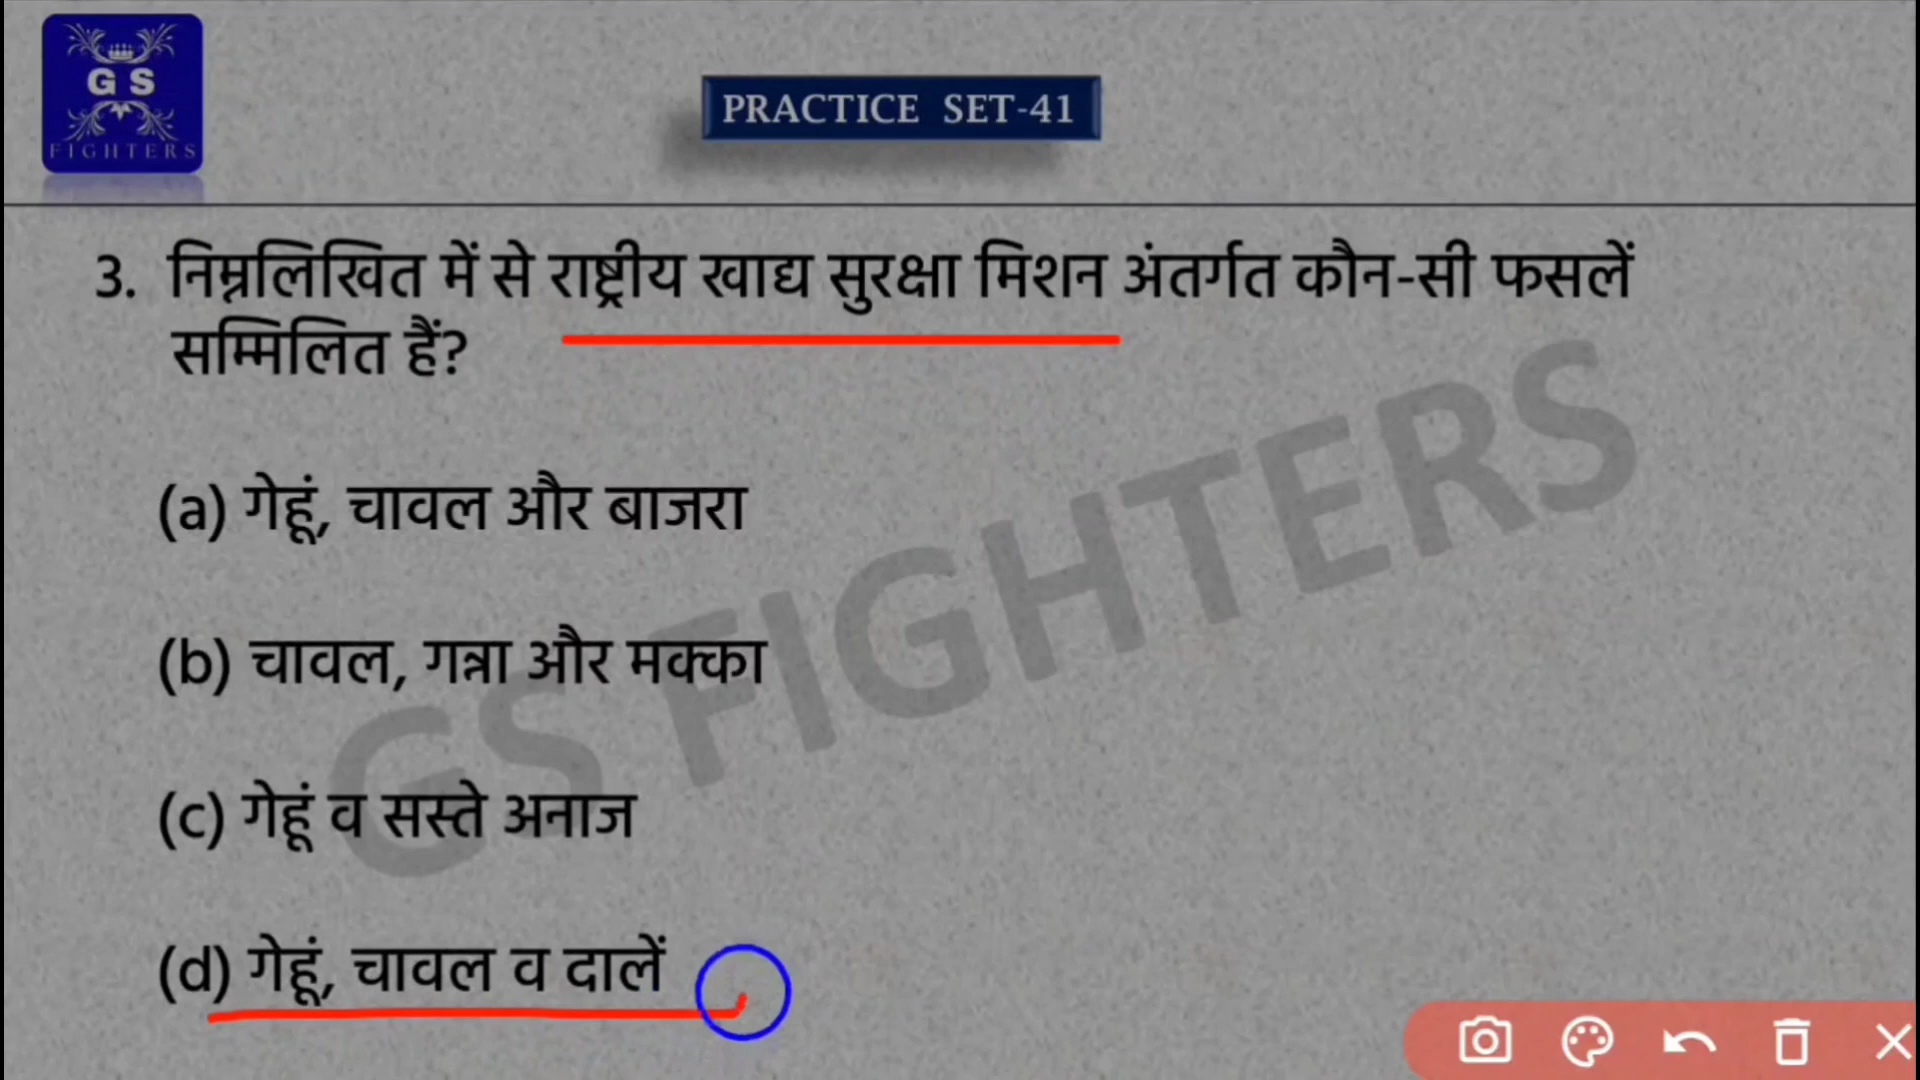 G S
FIGHTERS
PRACTICE SET-41
3. निम्नलिखित में से राष्ट्रीय खाद्य सुरक्षा मिशन अंतर्गत कौन-सी फसलें
सम्मिलित हैं?
(a) गेहूं, चावल और बाजरा
(b) चावल, गन्ना और मक्का
(c) गेहूं व सस्ते अनाज
(d) गेहूं, चावल व दालें
GS FIGHTERS